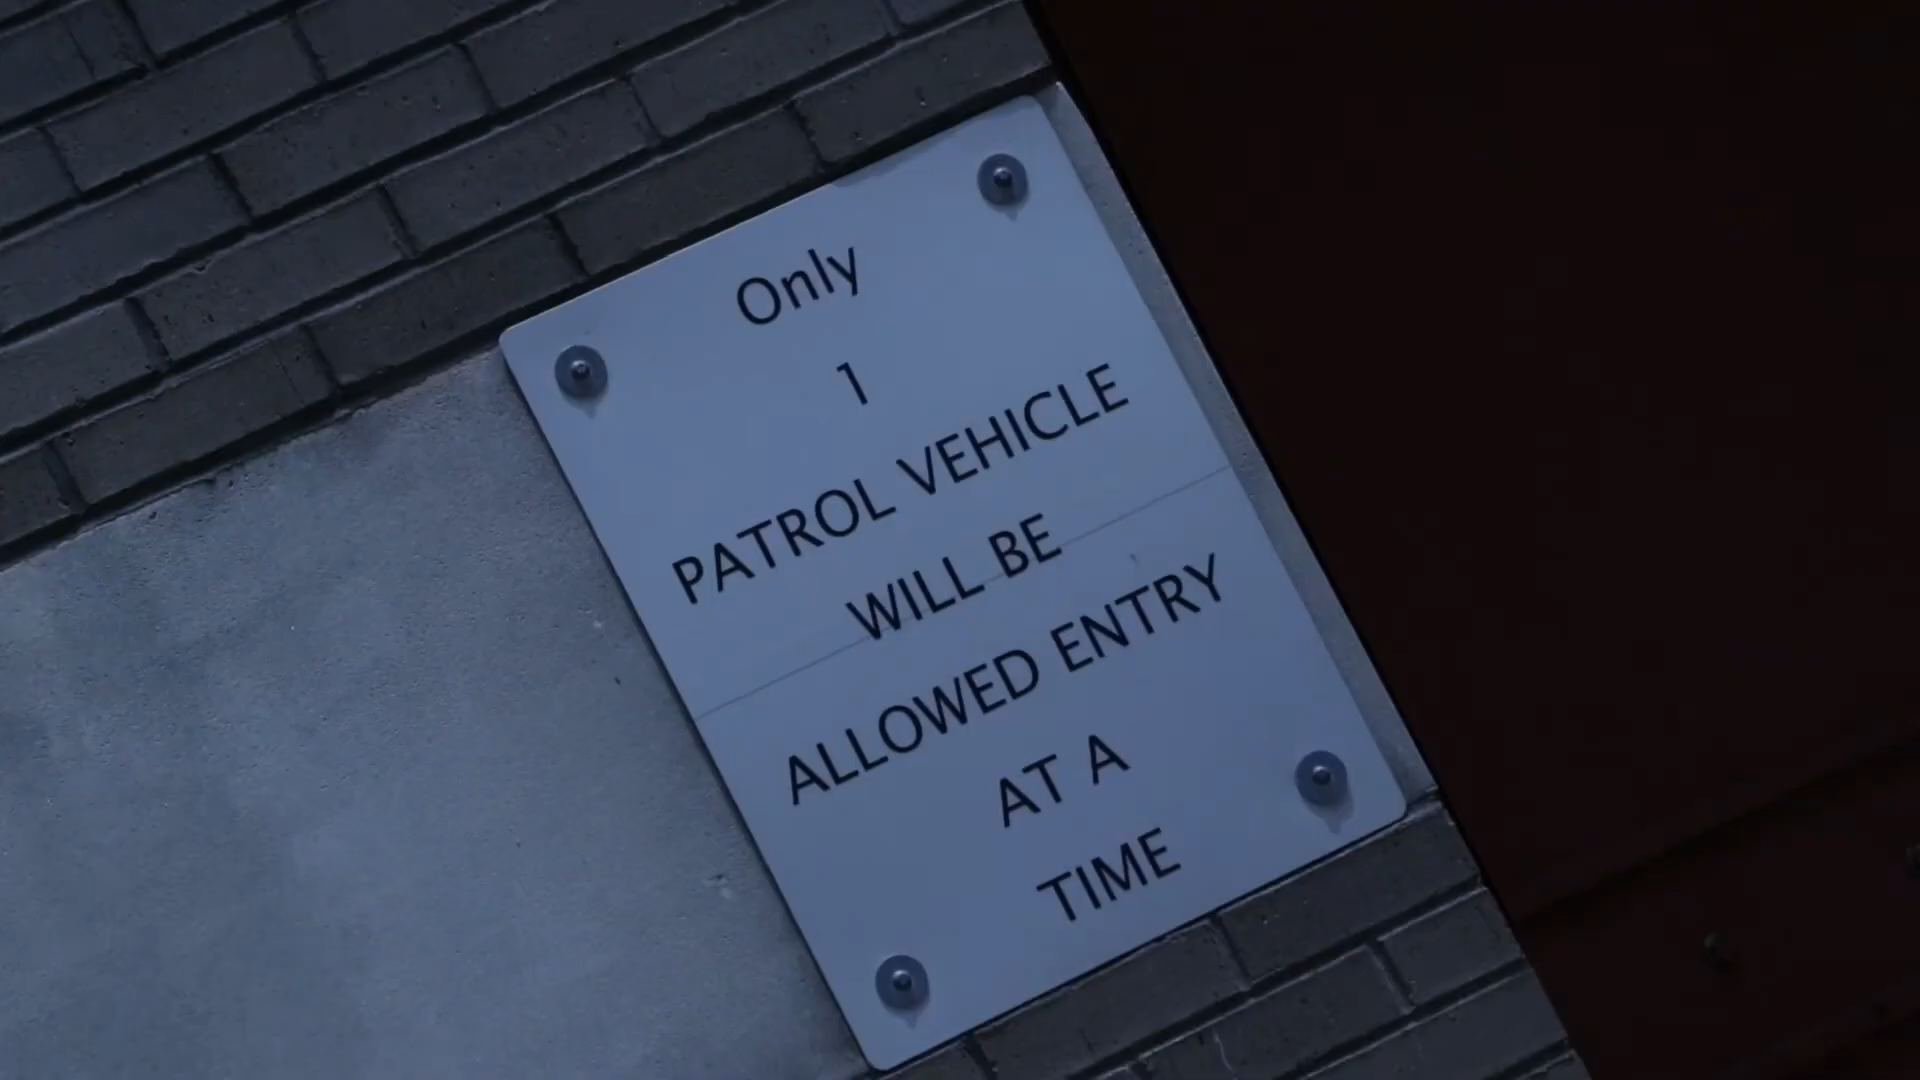 Only
1
PATROL VEHICLE
WILL BE
ALLOWED ENTRY
AT A
TIME